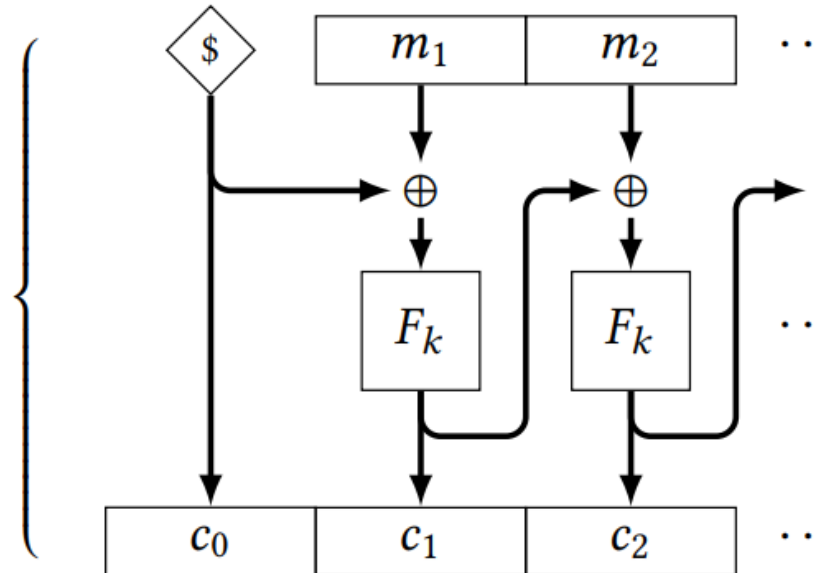 $ m₁ m₂ ··
⊕ ⊕
Fₖ Fₖ ··
c₀ c₁ c₂ ··